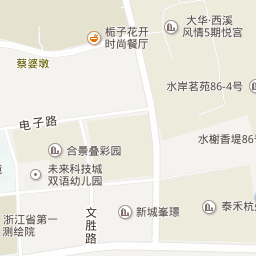 大华·西溪
风情5期悦宫
栀子花开
时尚餐厅
蔡婆墩
水岸茗苑86-4号
电子路
水榭香堤86
合景叠彩园
未来科技城
双语幼儿园
泰禾杭州
新城峯璟
文胜路
浙江省第一
测绘院